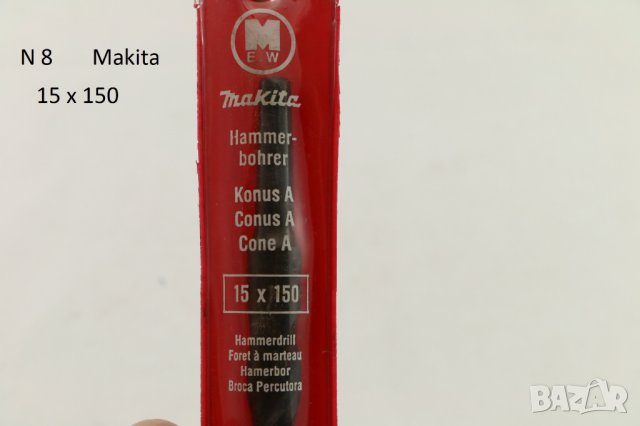 N 8 Makita
15 x 150
M
E.W
makita
Hammer-
bohrer
Konus A
Conus A
Cone A
15 x 150
Hammerdrill
Foret à marteau
Hamerbor
Broca Percutora
BAZAR